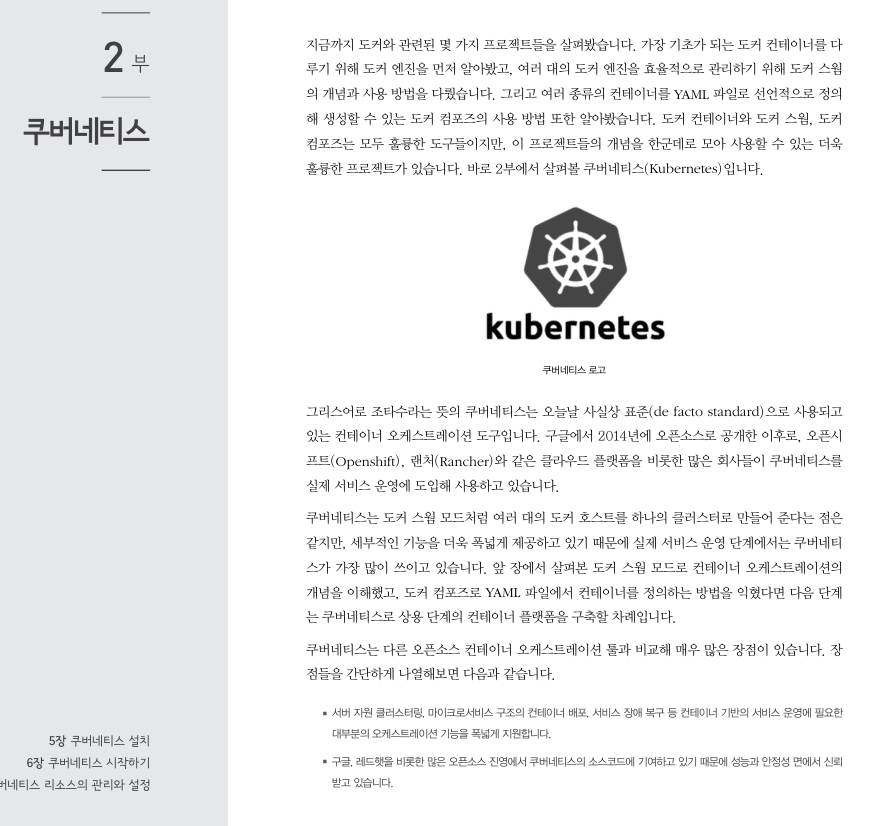 2 부
쿠버네티스
지금까지 도커와 관련된 몇 가지 프로젝트들을 살펴봤습니다. 가장 기초가 되는 도커 컨테이너를 다
루기 위해 도커 엔진을 먼저 알아봤고, 여러 대의 도커 엔진을 효율적으로 관리하기 위해 도커 스웜
의 개념과 사용 방법을 다뤘습니다. 그리고 여러 종류의 컨테이너를 YAML 파일로 선언적으로 정의
해 생성할 수 있는 도커 컴포즈의 사용 방법 또한 알아봤습니다. 도커 컨테이너와 도커 스웜, 도커
컴포즈는 모두 훌륭한 도구들이지만, 이 프로젝트들의 개념을 한군데로 모아 사용할 수 있는 더욱
훌륭한 프로젝트가 있습니다. 바로 2부에서 살펴볼 쿠버네티스(Kubernetes)입니다.
kubernetes
쿠버네티스 로고
그리스어로 조타수라는 뜻의 쿠버네티스는 오늘날 사실상 표준(de facto standard)으로 사용되고
있는 컨테이너 오케스트레이션 도구입니다. 구글에서 2014년에 오픈소스로 공개한 이후로, 오픈시
프트(Openshift), 랜처(Rancher)와 같은 클라우드 플랫폼을 비롯한 많은 회사들이 쿠버네티스를
실제 서비스 운영에 도입해 사용하고 있습니다.
쿠버네티스는 도커 스웜 모드처럼 여러 대의 도커 호스트를 하나의 클러스터로 만들어 준다는 점은
같지만, 세부적인 기능을 더욱 폭넓게 제공하고 있기 때문에 실제 서비스 운영 단계에서는 쿠버네티
스가 가장 많이 쓰이고 있습니다. 앞 장에서 살펴본 도커 스웜 모드로 컨테이너 오케스트레이션의
개념을 이해했고, 도커 컴포즈로 YAML 파일에서 컨테이너를 정의하는 방법을 익혔다면 다음 단계
는 쿠버네티스로 상용 단계의 컨테이너 플랫폼을 구축할 차례입니다.
쿠버네티스는 다른 오픈소스 컨테이너 오케스트레이션 툴과 비교해 매우 많은 장점이 있습니다. 장
점들을 간단하게 나열해보면 다음과 같습니다.
▪ 서버 자원 클러스터링, 마이크로서비스 구조의 컨테이너 배포, 서비스 장애 복구 등 컨테이너 기반의 서비스 운영에 필요한
대부분의 오케스트레이션 기능을 폭넓게 지원합니다.
▪ 구글, 레드햇을 비롯한 많은 오픈소스 진영에서 쿠버네티스의 소스코드에 기여하고 있기 때문에 성능과 안정성 면에서 신뢰
받고 있습니다.
5장 쿠버네티스 설치
6장 쿠버네티스 시작하기
버네티스 리소스의 관리와 설정